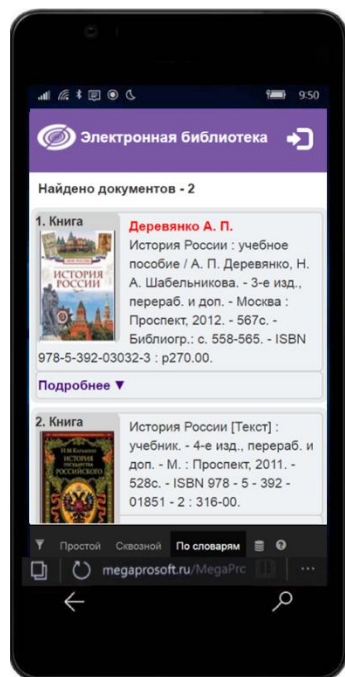 9:50
Электронная библиотека
Найдено документов - 2
1. Книга
ИСТОРИЯ
РОССИИ
Деревянко А. П.
История России : учебное
пособие / А. П. Деревянко, Н.
А. Шабельникова. - 3-е изд.,
перераб. и доп. - Москва :
Проспект, 2012. - 567с. -
Библиогр.: с. 558-565. - ISBN
978-5-392-03032-3 : р270.00.
Подробнее ▼
2. Книга
Н.М. Карамзин
ИСТОРИЯ
ГОСУДАРСТВА
РОССИЙСКОГО
История России [Текст] :
учебник. - 4-е изд., перераб. и
доп. - М. : Проспект, 2011. -
528с. - ISBN 978 - 5 - 392 -
01851 - 2 : 316-00.
Простой Сквозной По словарям
megaprosoft.ru/MegaPrc